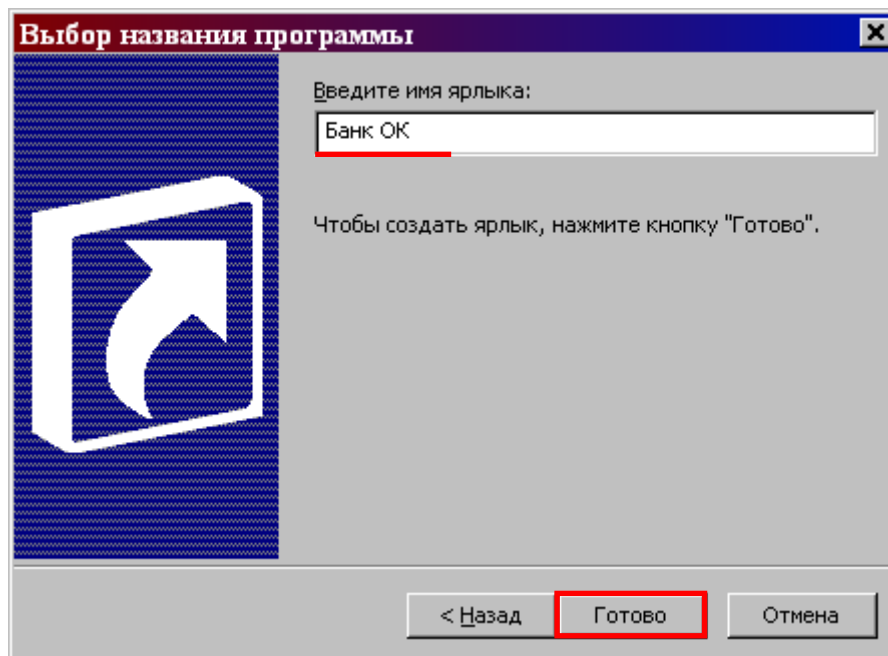 Выбор названия программы
Введите имя ярлыка:
Банк ОК
Чтобы создать ярлык, нажмите кнопку "Готово".
< Назад Готово Отмена